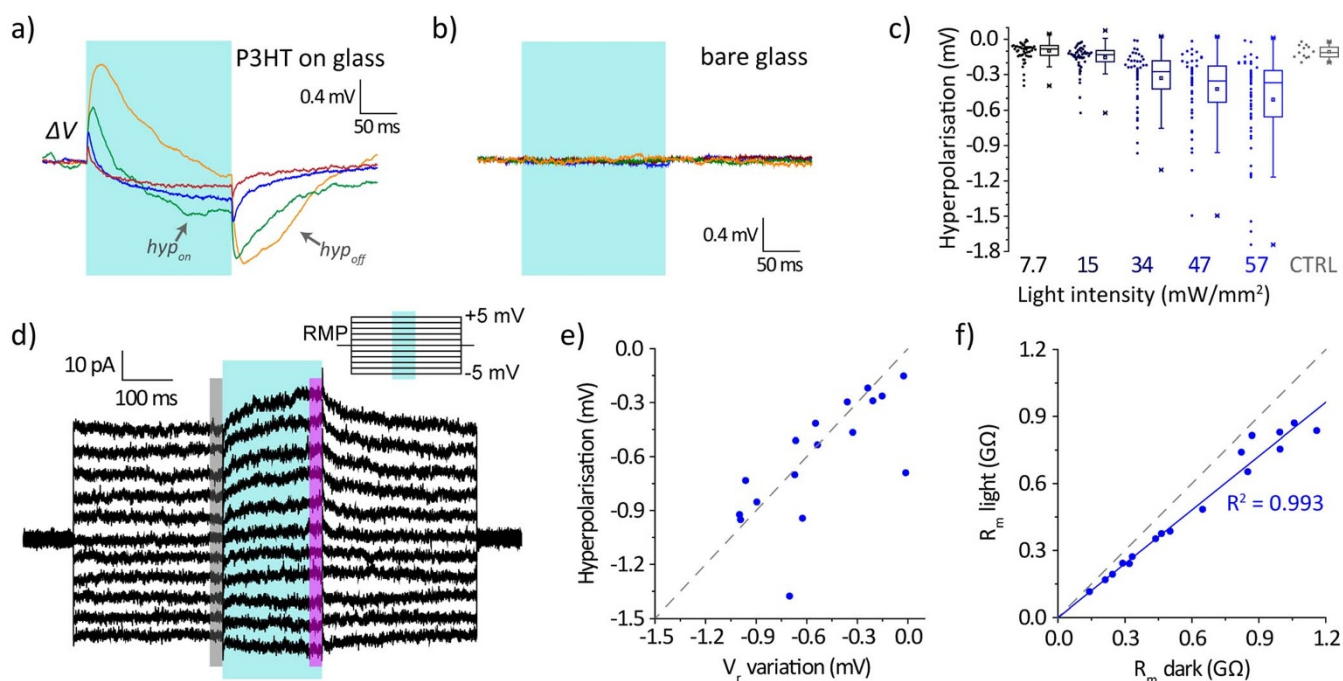 a)
P3HT on glass
0.4 mV
50 ms
ΔV
hyp_on
hyp_off
b)
bare glass
0.4 mV
50 ms
c)
Hyperpolarisation (mV)
0.0
-0.3
-0.6
-0.9
-1.2
-1.5
-1.8
7.7 15 34 47 57 CTRL
Light intensity (mW/mm²)
d)
10 pA
100 ms
RMP
+5 mV
-5 mV
e)
Hyperpolarisation (mV)
0.0
-0.3
-0.6
-0.9
-1.2
-1.5
-1.5 -1.2 -0.9 -0.6 -0.3 0.0
V_r variation (mV)
f)
R_m light (GΩ)
1.2
0.9
0.6
0.3
0.0
R² = 0.993
0.0 0.3 0.6 0.9 1.2
R_m dark (GΩ)